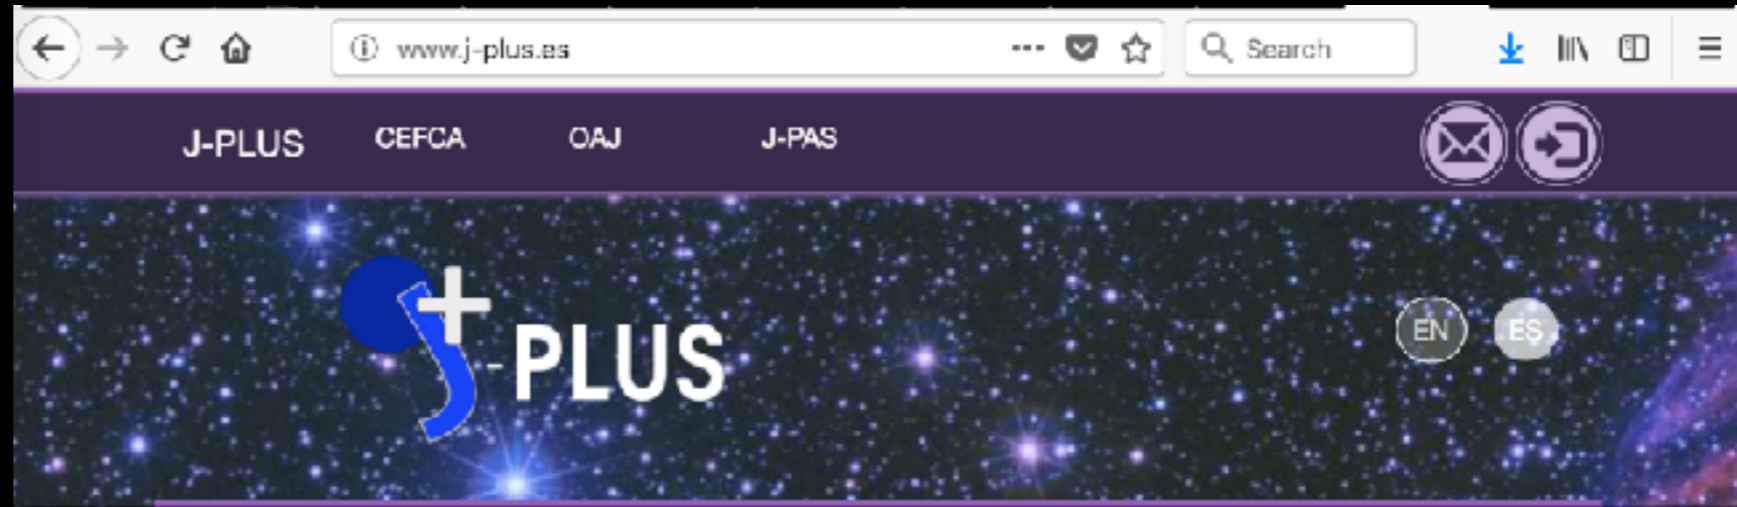 www.j-plus.es Search
J-PLUS CEFCA OAJ J-PAS
EN ES
J-PLUS